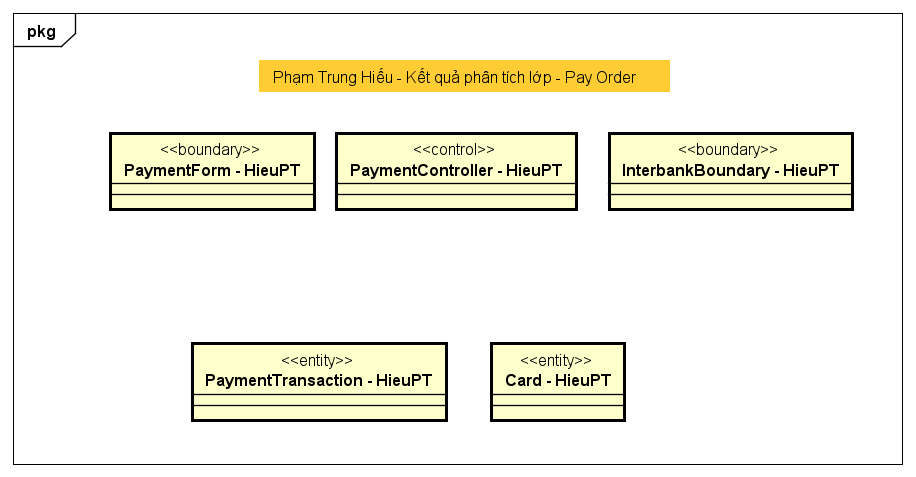 pkg
Phạm Trung Hiếu - Kết quả phân tích lớp - Pay Order
<<boundary>>
PaymentForm - HieuPT
<<control>>
PaymentController - HieuPT
<<boundary>>
InterbankBoundary - HieuPT
<<entity>>
PaymentTransaction - HieuPT
<<entity>>
Card - HieuPT